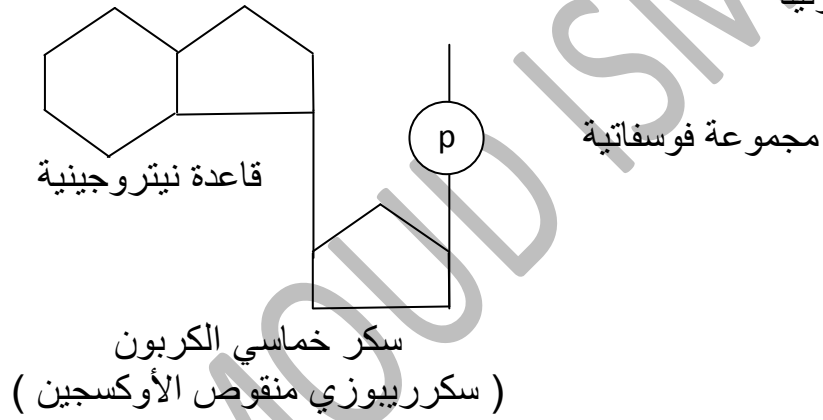 p
مجموعة فوسفاتية
قاعدة نيتروجينية
سكر خماسي الكربون
( سكرريبوزي منقوص الأوكسجين )